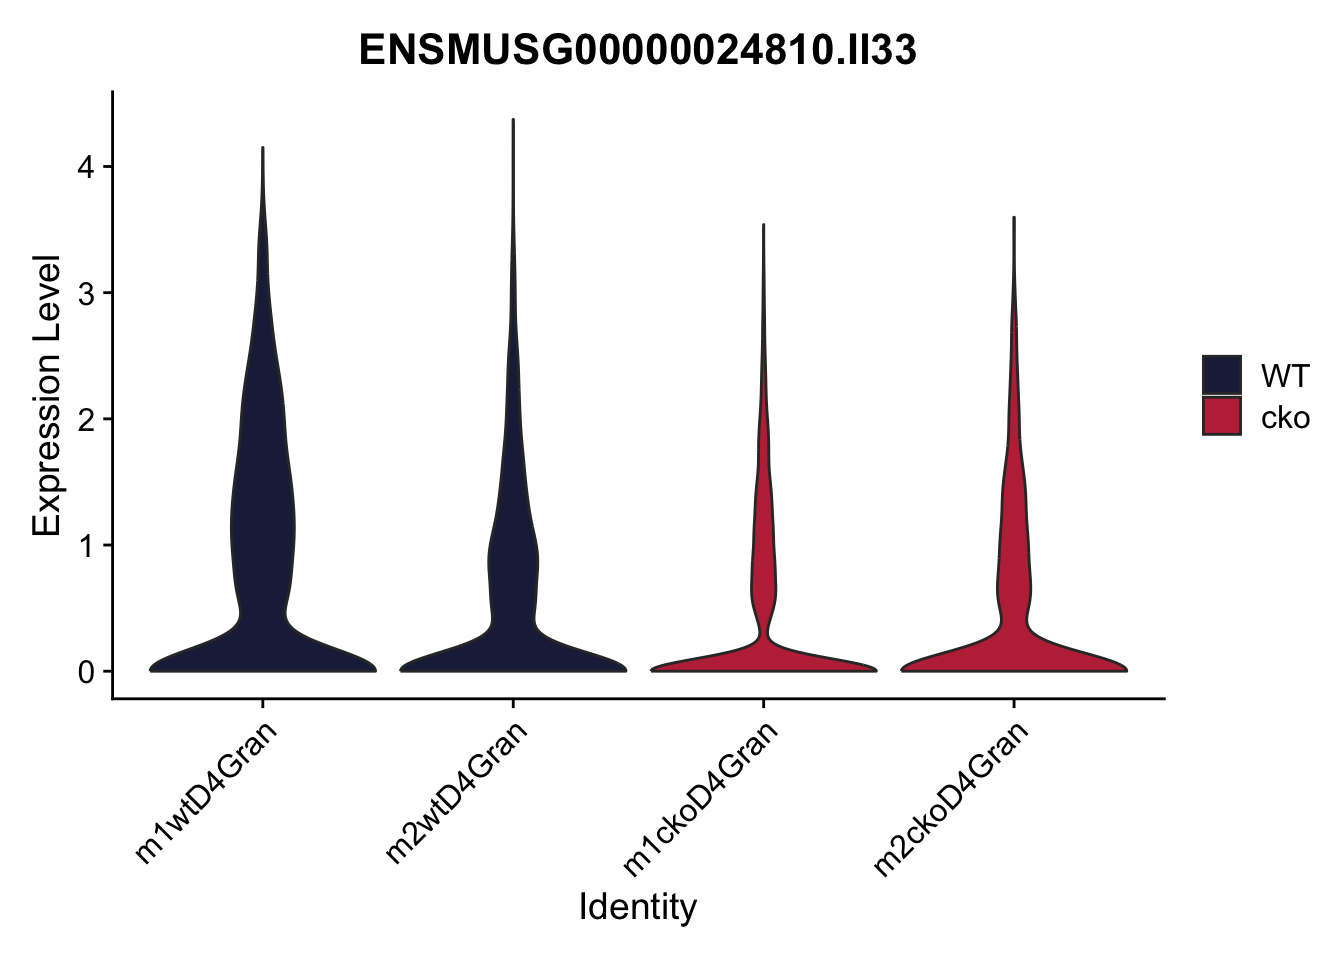 ENSMUSG00000024810.Il33
Expression Level
4
3
2
1
0
m1wtD4Gran
m2wtD4Gran
m1ckoD4Gran
m2ckoD4Gran
Identity
WT
cko